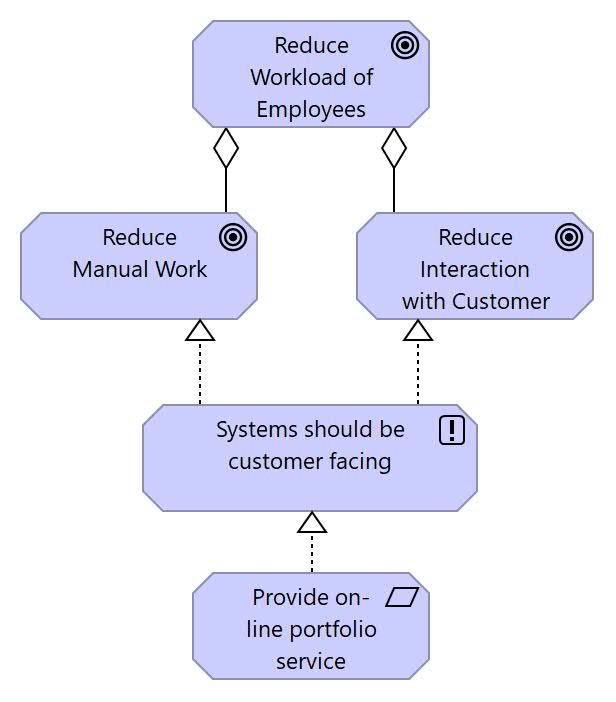 Reduce
Workload of
Employees
Reduce
Manual Work
Reduce
Interaction
with Customer
Systems should be
customer facing
Provide on-
line portfolio
service